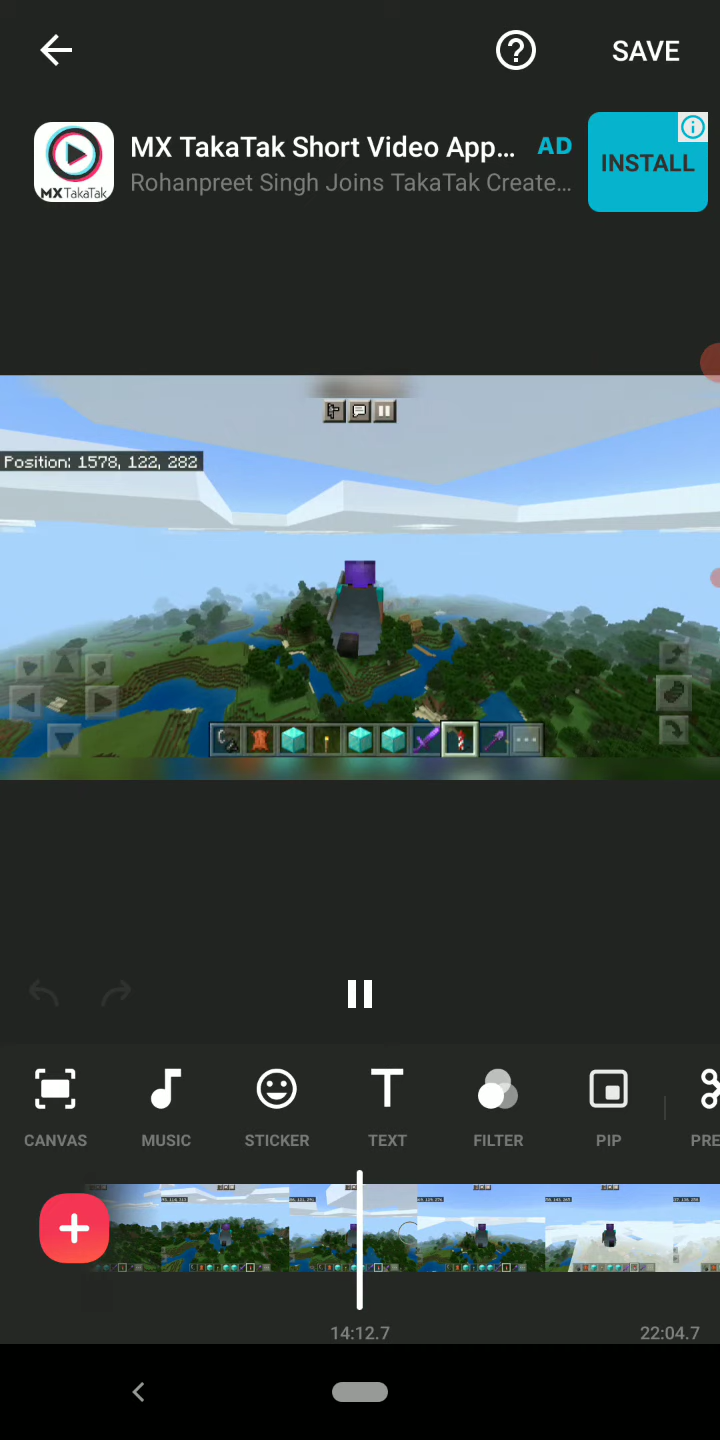 SAVE
MX TakaTak Short Video App... AD
Rohanpreet Singh Joins TakaTak Create...
INSTALL
MX TakaTak
Position: 1578, 122, 282
CANVAS
MUSIC
STICKER
TEXT
FILTER
PIP
PRE
14:12.7
22:04.7